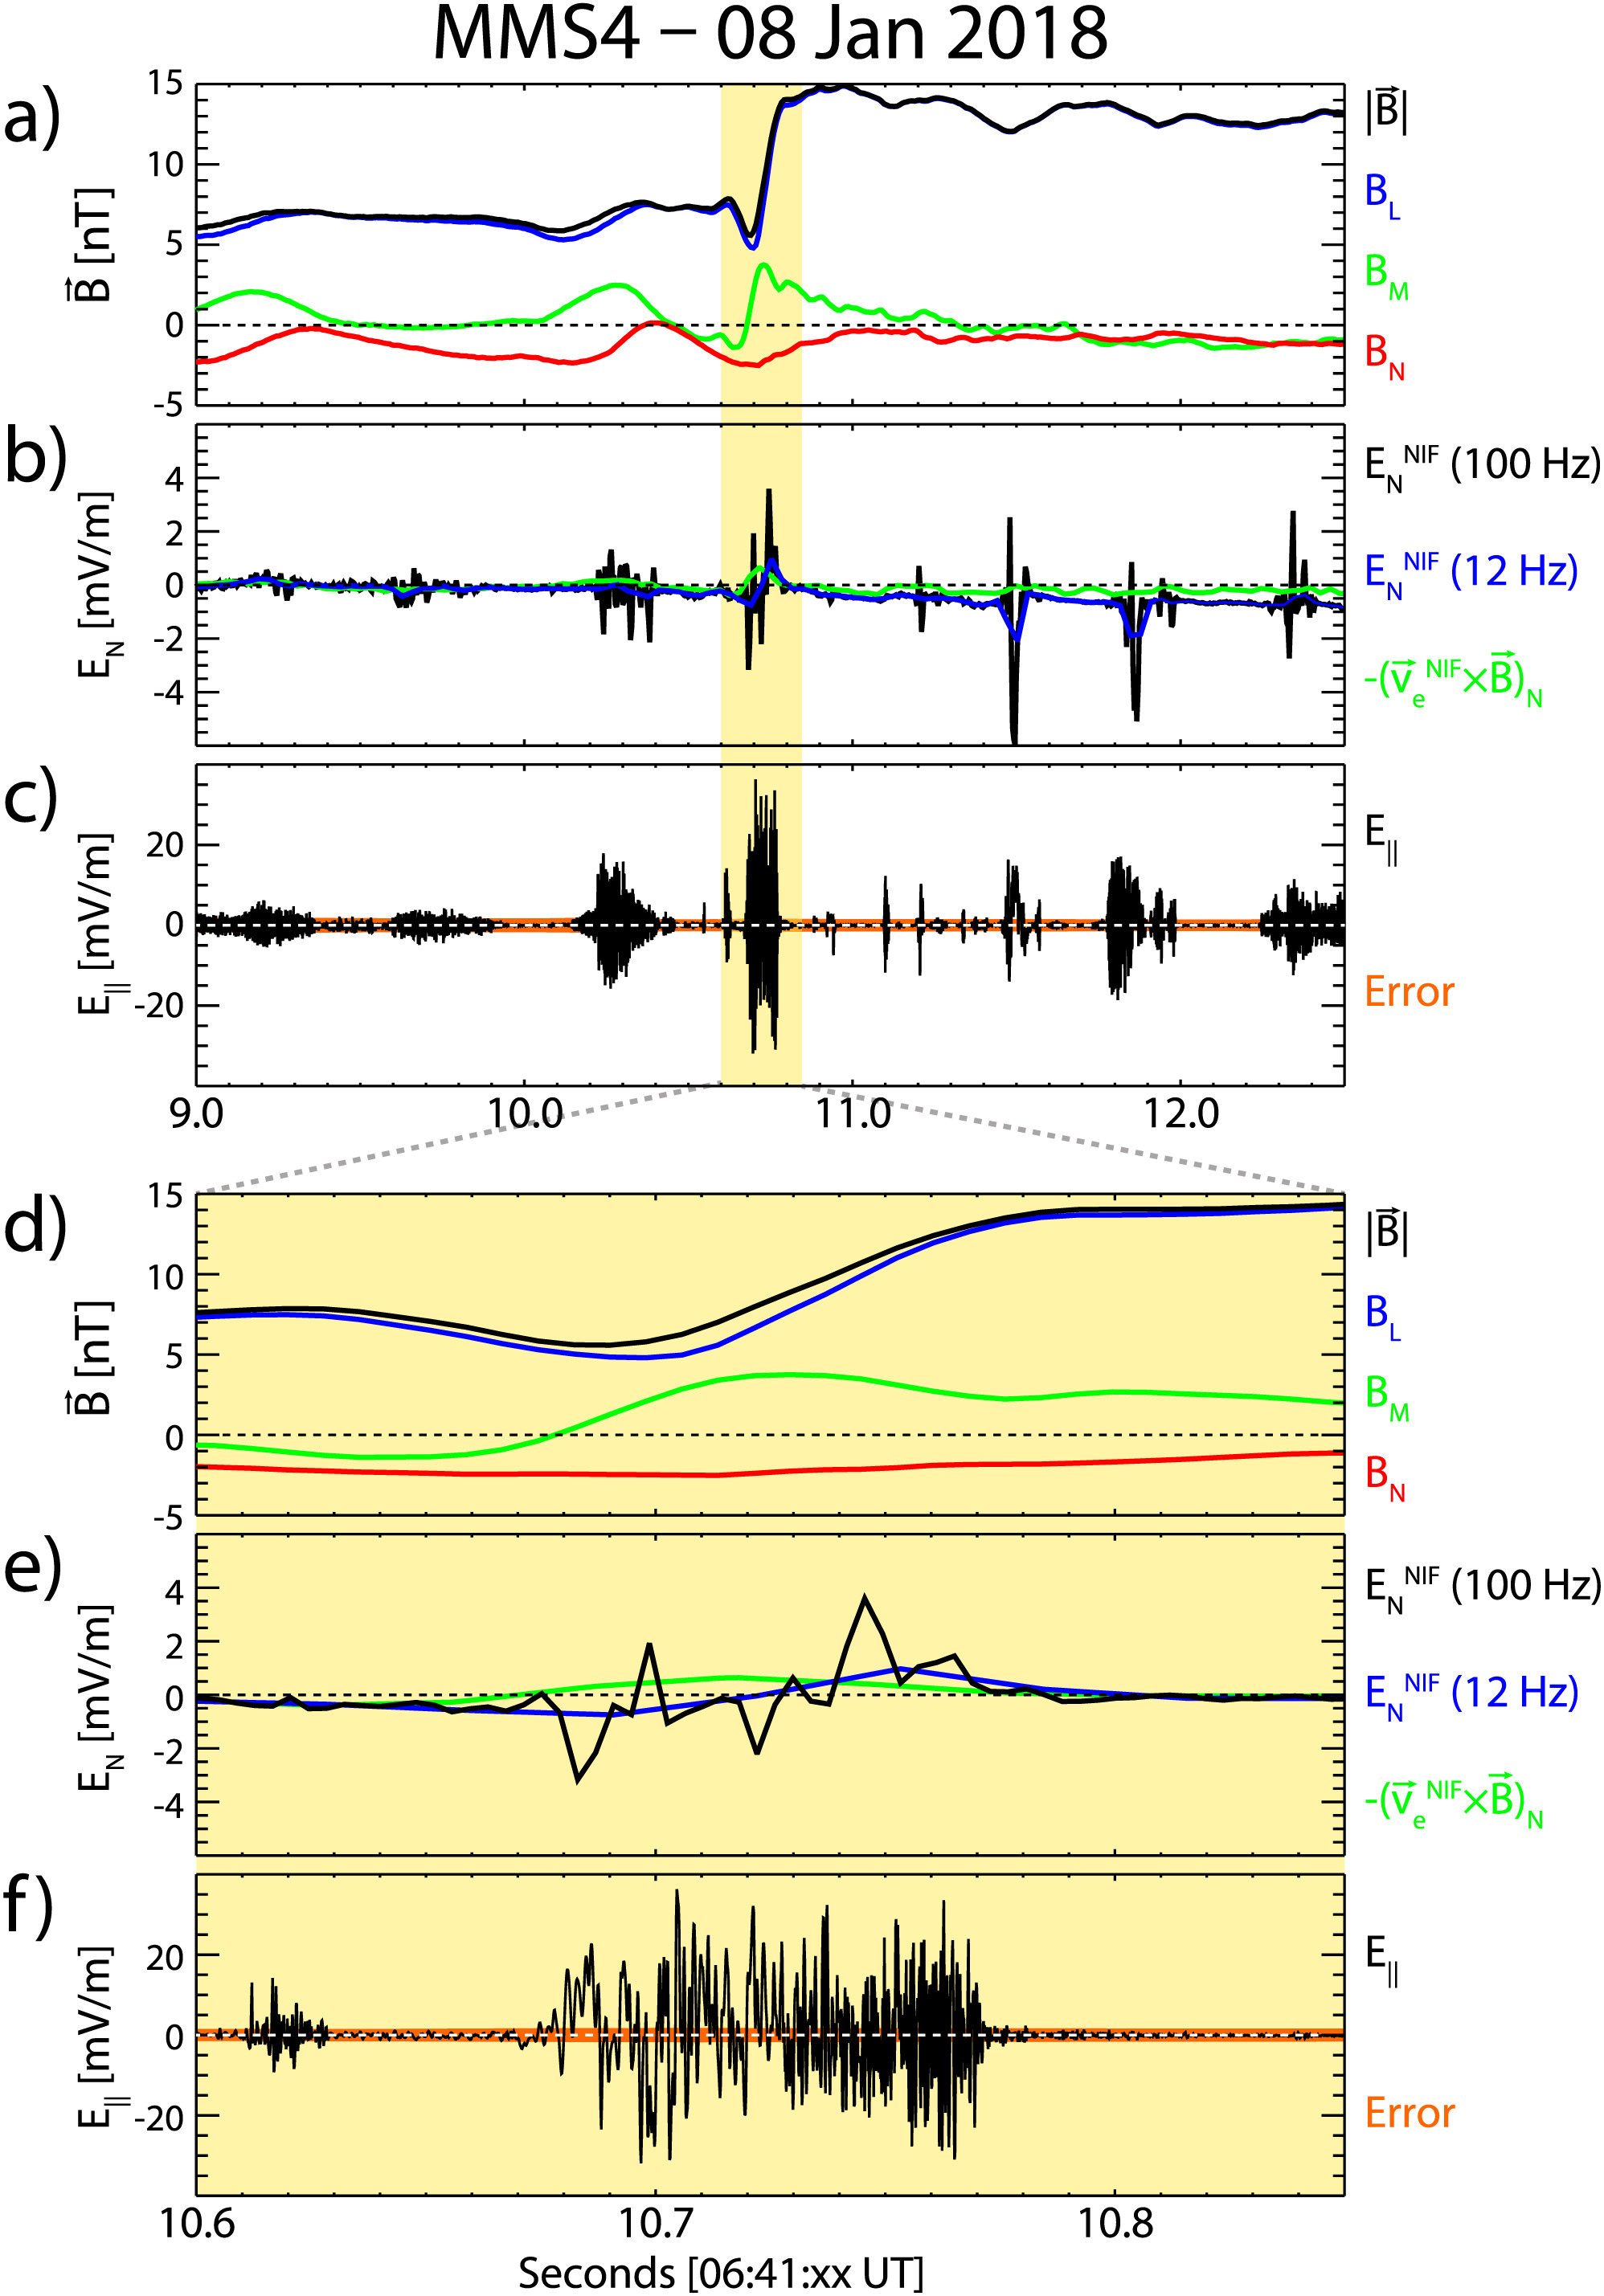 MMS4 – 08 Jan 2018
a)
B [nT]
15
10
5
0
-5
|B|
B_L
B_M
B_N
b)
E_N [mV/m]
4
2
0
-2
-4
E_N^NIF (100 Hz)
E_N^NIF (12 Hz)
-(v_e^NIF×B)_N
c)
E_|| [mV/m]
20
0
-20
E_||
Error
9.0 10.0 11.0 12.0
d)
B [nT]
15
10
5
0
-5
|B|
B_L
B_M
B_N
e)
E_N [mV/m]
4
2
0
-2
-4
E_N^NIF (100 Hz)
E_N^NIF (12 Hz)
-(v_e^NIF×B)_N
f)
E_|| [mV/m]
20
0
-20
E_||
Error
10.6 10.7 10.8
Seconds [06:41:xx UT]